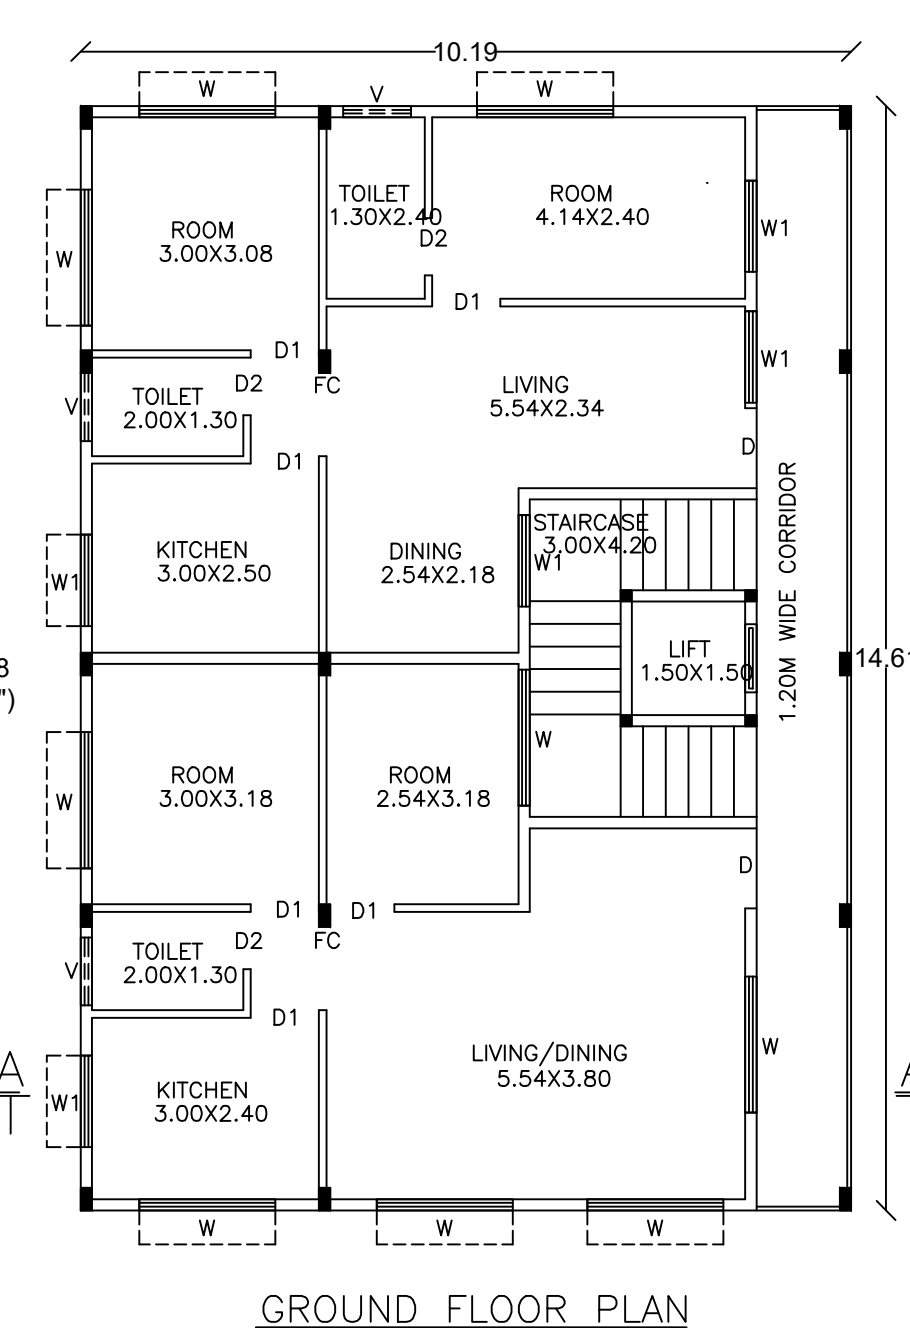 10.19
W
V
W
TOILET
1.30X2.40
ROOM
4.14X2.40
ROOM
3.00X3.08
W
D2
W1
D1
D1
W1
D2
FC
LIVING
5.54X2.34
V
TOILET
2.00X1.30
D
D1
STAIRCASE
3.00X4.20
W1
KITCHEN
3.00X2.50
DINING
2.54X2.18
W1
1.20M WIDE CORRIDOR
LIFT
1.50X1.50
14.61
8
")
W
ROOM
3.00X3.18
ROOM
2.54X3.18
W
D
D1
D1
D2
FC
V
TOILET
2.00X1.30
D1
LIVING/DINING
5.54X3.80
W
A
A
KITCHEN
3.00X2.40
W1
W
W
W
GROUND FLOOR PLAN